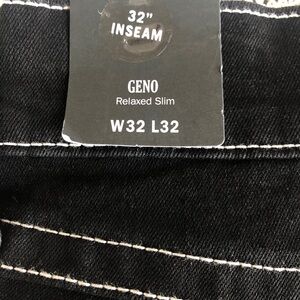 32"
INSEAM
GENO
Relaxed Slim
W32 L32